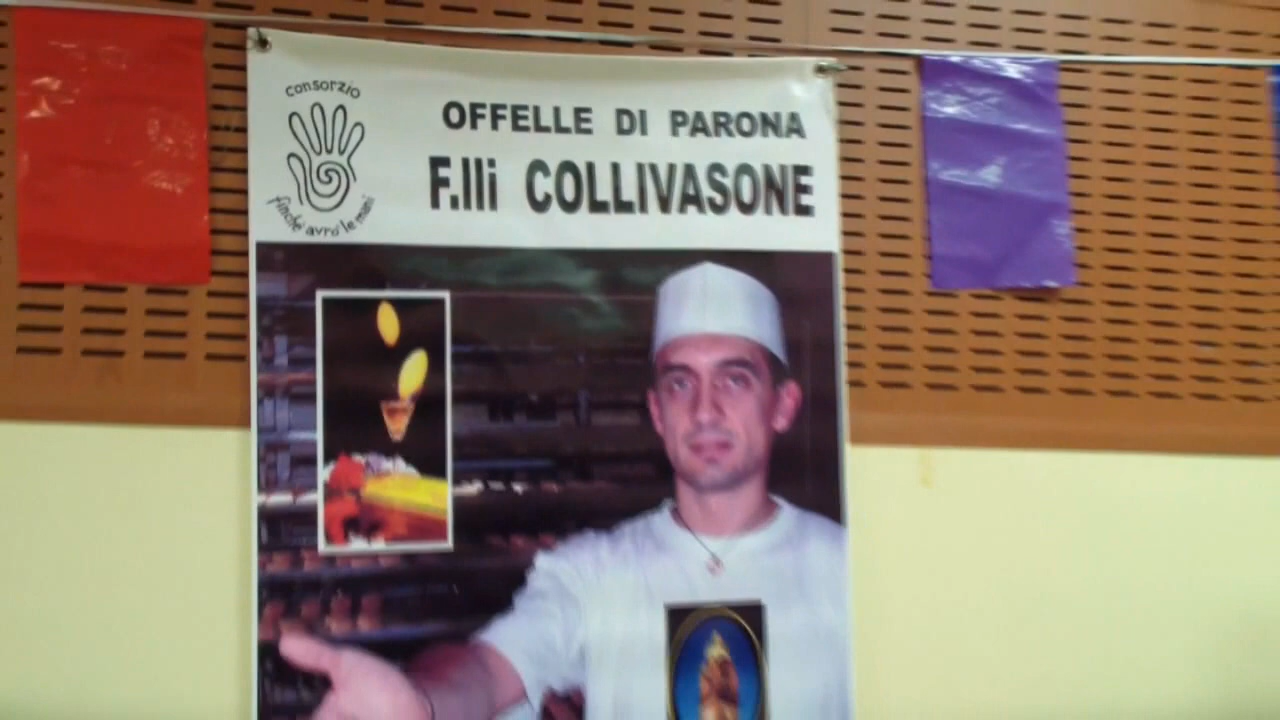 consorzio
finché avrò le mani
OFFELLE DI PARONA
F.lli COLLIVASONE